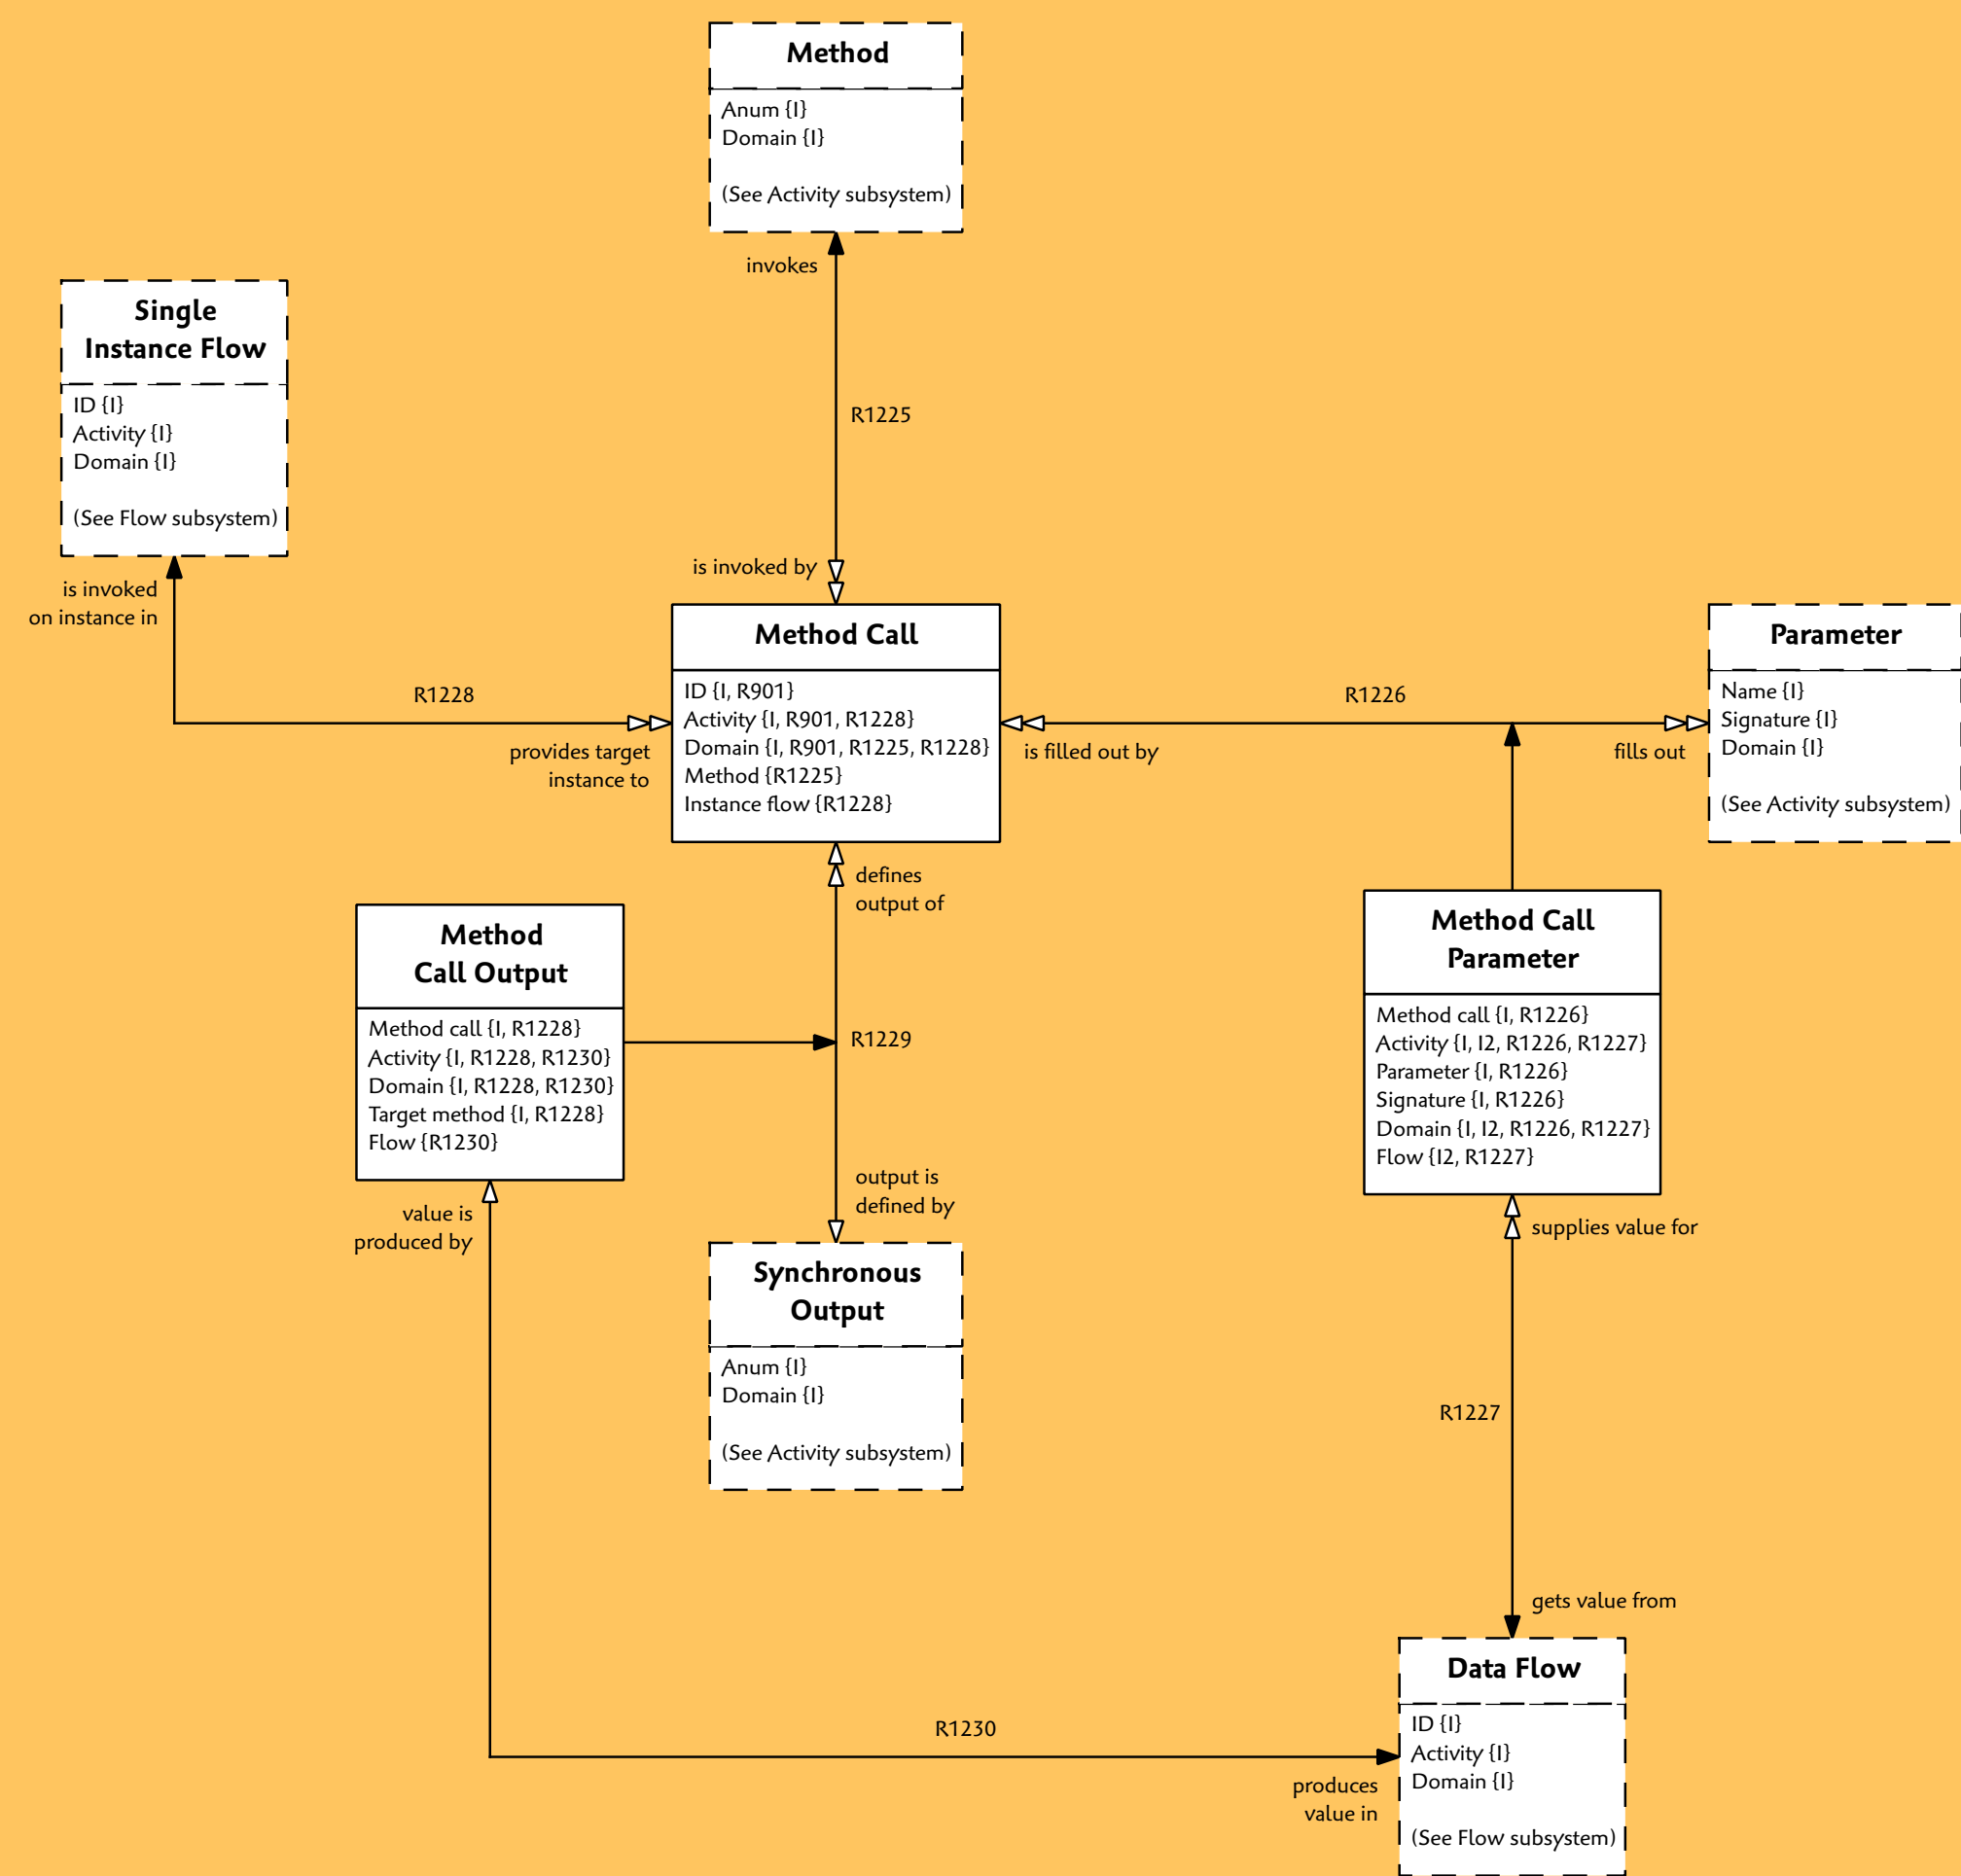 Method
Anum {I}
Domain {I}
(See Activity subsystem)
invokes
Single
Instance Flow
ID {I}
Activity {I}
Domain {I}
(See Flow subsystem)
R1225
is invoked
on instance in
is invoked by
Method Call
ID {I, R901}
Activity {I, R901, R1228}
Domain {I, R901, R1225, R1228}
Method {R1225}
Instance flow {R1228}
R1228
provides target
instance to
R1226
is filled out by
fills out
Parameter
Name {I}
Signature {I}
Domain {I}
(See Activity subsystem)
defines
output of
Method
Call Output
Method call {I, R1228}
Activity {I, R1228, R1230}
Domain {I, R1228, R1230}
Target method {I, R1228}
Flow {R1230}
R1229
Method Call
Parameter
Method call {I, R1226}
Activity {I, I2, R1226, R1227}
Parameter {I, R1226}
Signature {I, R1226}
Domain {I, I2, R1226, R1227}
Flow {I2, R1227}
value is
produced by
output is
defined by
supplies value for
Synchronous
Output
Anum {I}
Domain {I}
(See Activity subsystem)
R1227
gets value from
Data Flow
ID {I}
Activity {I}
Domain {I}
(See Flow subsystem)
R1230
produces
value in